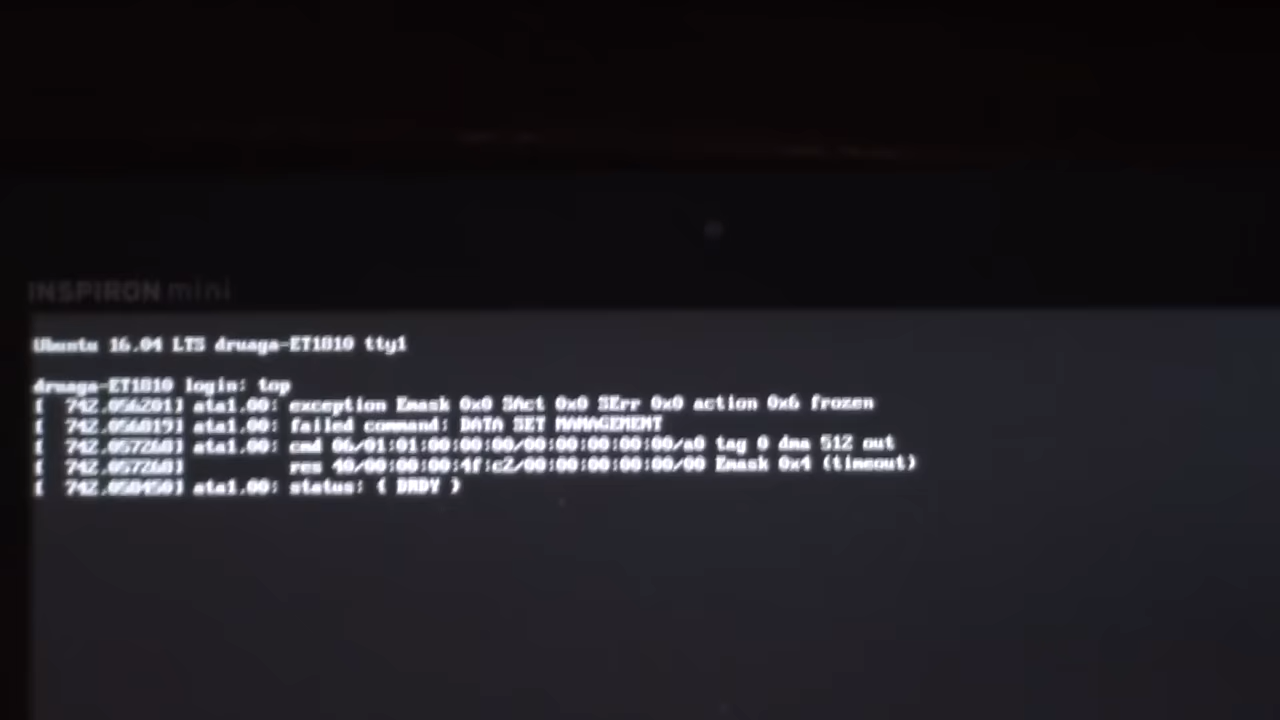 INSPIRON mini
Ubuntu 16.04 LTS druaga-ET1810 tty1
druaga-ET1810 login: top
[  742.056201] ata1.00: exception Emask 0x0 SAct 0x0 SErr 0x0 action 0x6 frozen
[  742.056819] ata1.00: failed command: DATA SET MANAGEMENT
[  742.057268] ata1.00: cmd 06/01:01:00:00:00/00:00:00:00:00/a0 tag 0 dma 512 out
[  742.057268]          res 40/00:00:00:4f:c2/00:00:00:00:00/00 Emask 0x4 (timeout)
[  742.058450] ata1.00: status: { DRDY }